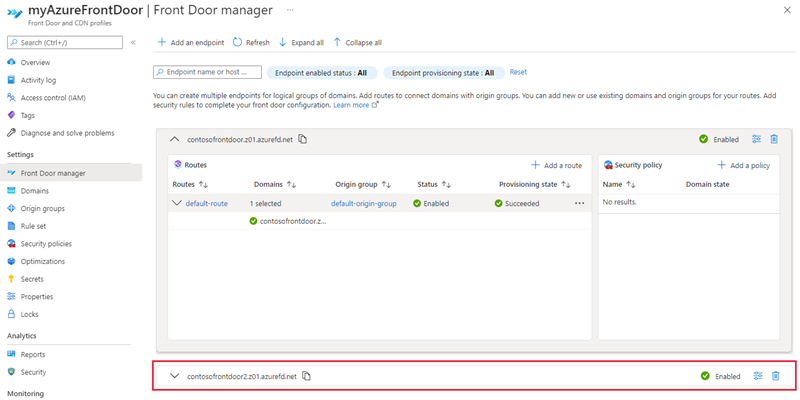 myAzureFrontDoor | Front Door manager ...
Front Door and CDN profiles
Search (Ctrl+/) «
Overview
Activity log
Access control (IAM)
Tags
Diagnose and solve problems
Settings
Front Door manager
Domains
Origin groups
Rule set
Security policies
Optimizations
Secrets
Properties
Locks
Analytics
Reports
Security
Monitoring
+ Add an endpoint Refresh Expand all Collapse all
Endpoint name or host ... Endpoint enabled status : All Endpoint provisioning state : All Reset
You can create multiple endpoints for logical groups of domains. Add routes to connect domains with origin groups. You can add new or use existing domains and origin groups for your routes. Add
security rules to complete your front door configuration. Learn more
contosofrontdoor.z01.azurefd.net Enabled
Routes + Add a route
Routes ↑↓ Domains ↑↓ Origin group ↑↓ Status ↑↓ Provisioning state ↑↓
default-route 1 selected default-origin-group Enabled Succeeded ...
contosofrontdoor.z...
Security policy + Add a policy
Name ↑↓ Domain state
No results.
contosofrontdoor2.z01.azurefd.net Enabled